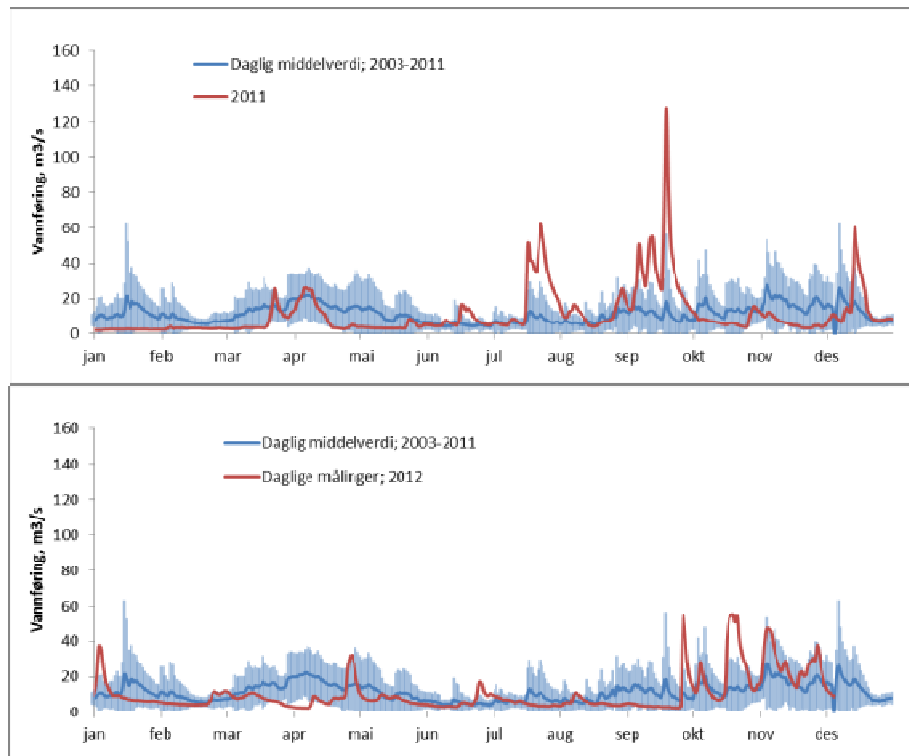 160
140
120
100
80
60
40
20
0
Vannføring, m3/s
Daglig middelverdi; 2003-2011
2011
jan feb mar apr mai jun jul aug sep okt nov des
160
140
120
100
80
60
40
20
0
Vannføring, m3/s
Daglig middelverdi; 2003-2011
Daglige målinger; 2012
jan feb mar apr mai jun jul aug sep okt nov des